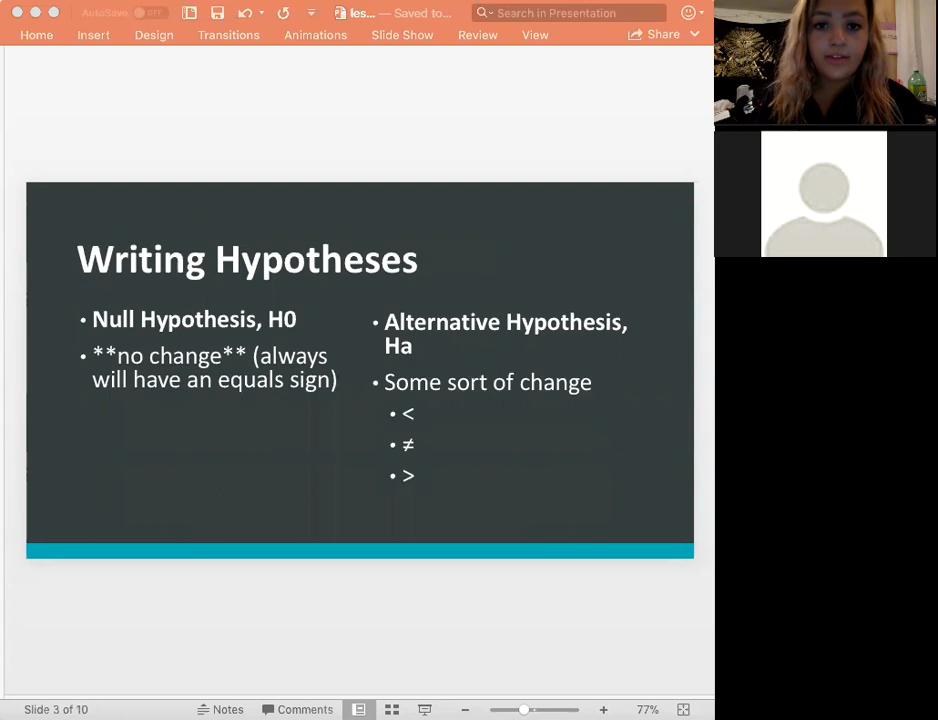 AutoSave OFF les... — Saved to... Search in Presentation
Home Insert Design Transitions Animations Slide Show Review View Share
Writing Hypotheses
• Null Hypothesis, H0
• **no change** (always
will have an equals sign)
• Alternative Hypothesis,
Ha
• Some sort of change
• <
• ≠
• >
Slide 3 of 10 Notes Comments 77%